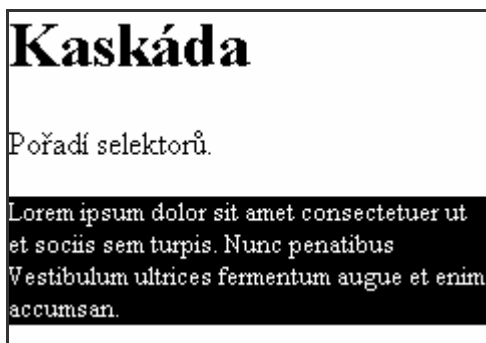 Kaskáda
Pořadí selektorů.
Lorem ipsum dolor sit amet consectetuer ut
et sociis sem turpis. Nunc penatibus
Vestibulum ultrices fermentum augue et enim
accumsan.